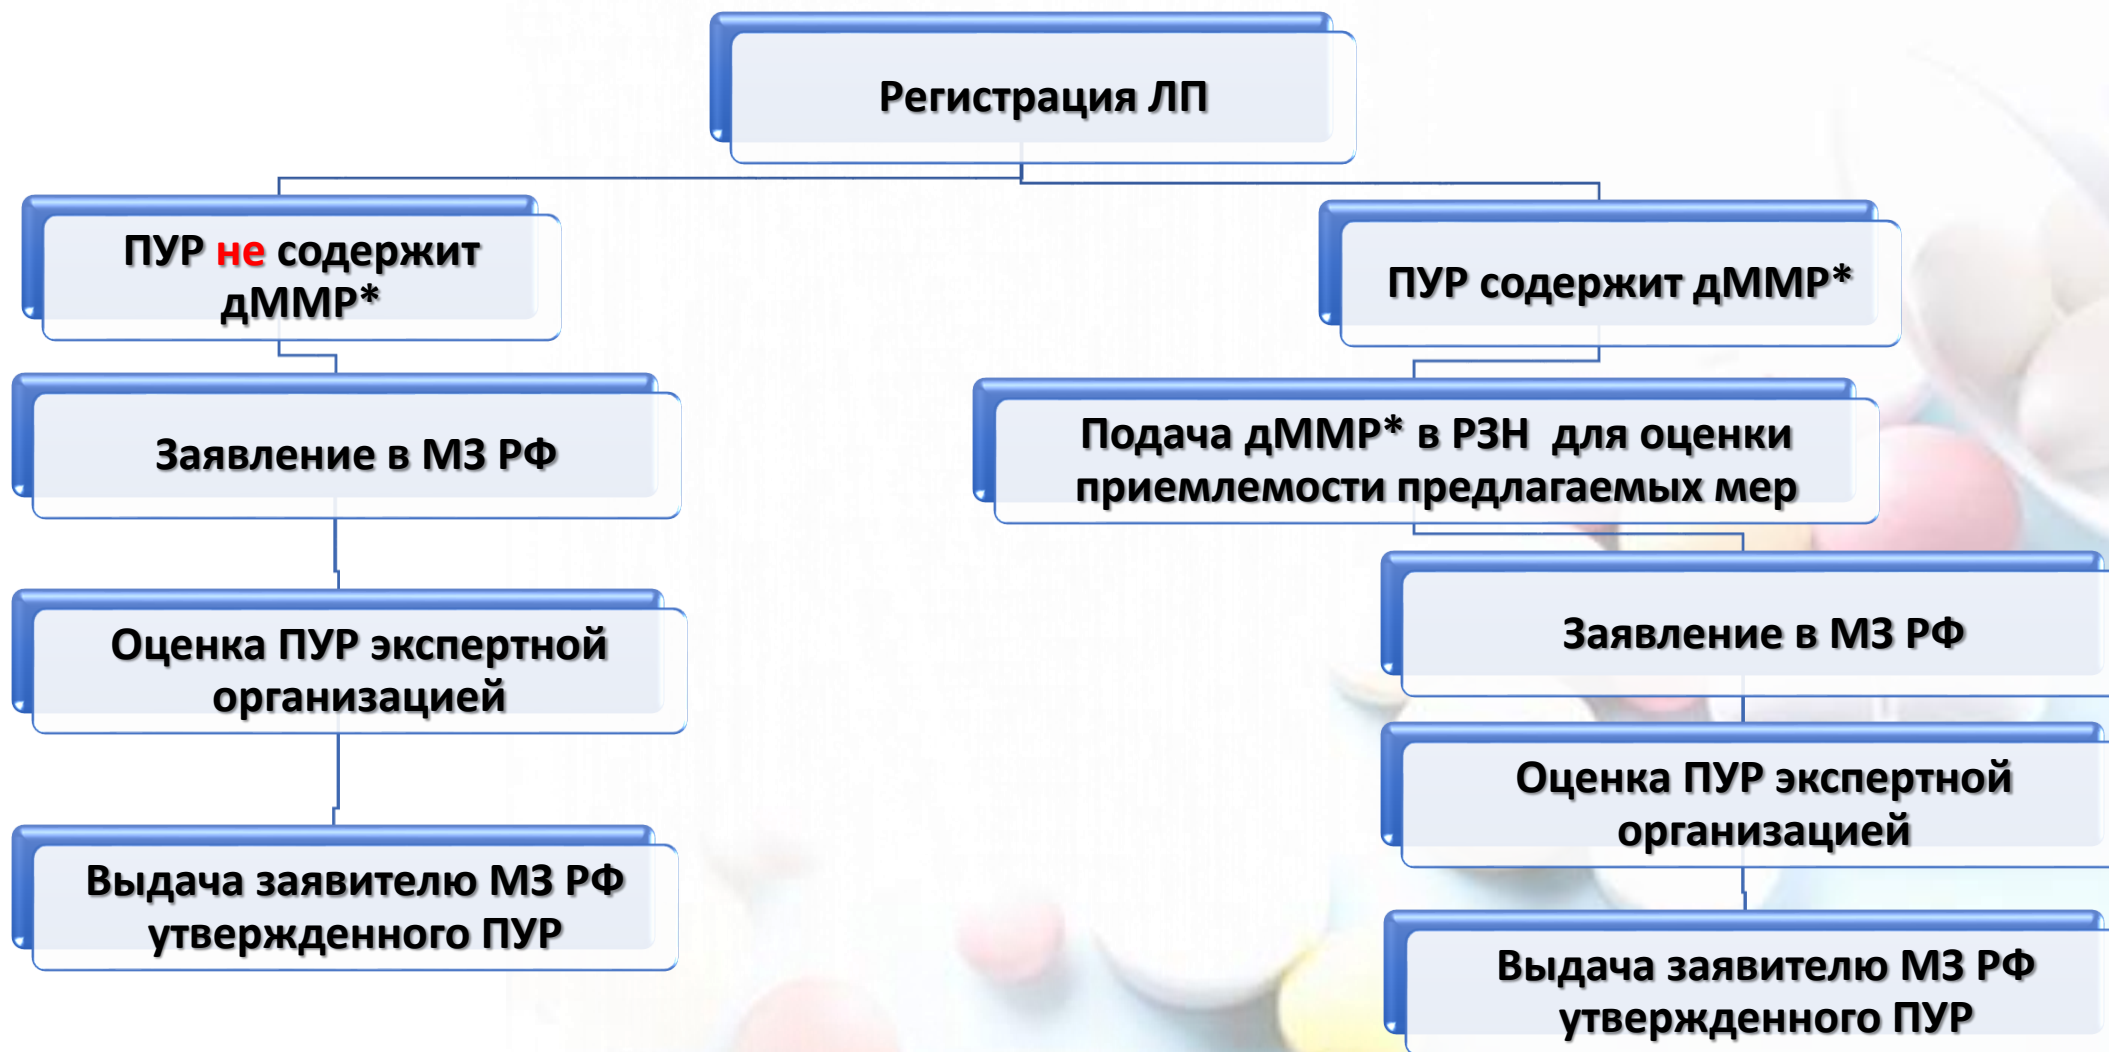 Регистрация ЛП
ПУР не содержит
дММР*
Заявление в МЗ РФ
Оценка ПУР экспертной
организацией
Выдача заявителю МЗ РФ
утвержденного ПУР
ПУР содержит дММР*
Подача дММР* в РЗН для оценки
приемлемости предлагаемых мер
Заявление в МЗ РФ
Оценка ПУР экспертной
организацией
Выдача заявителю МЗ РФ
утвержденного ПУР